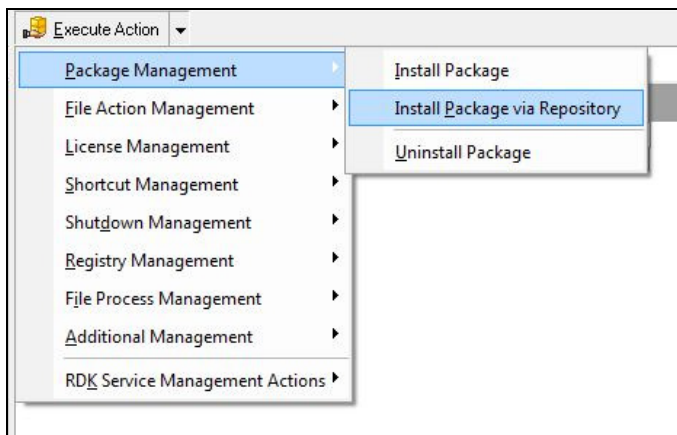 Execute Action
Package Management
File Action Management
License Management
Shortcut Management
Shutdown Management
Registry Management
File Process Management
Additional Management
RDK Service Management Actions
Install Package
Install Package via Repository
Uninstall Package